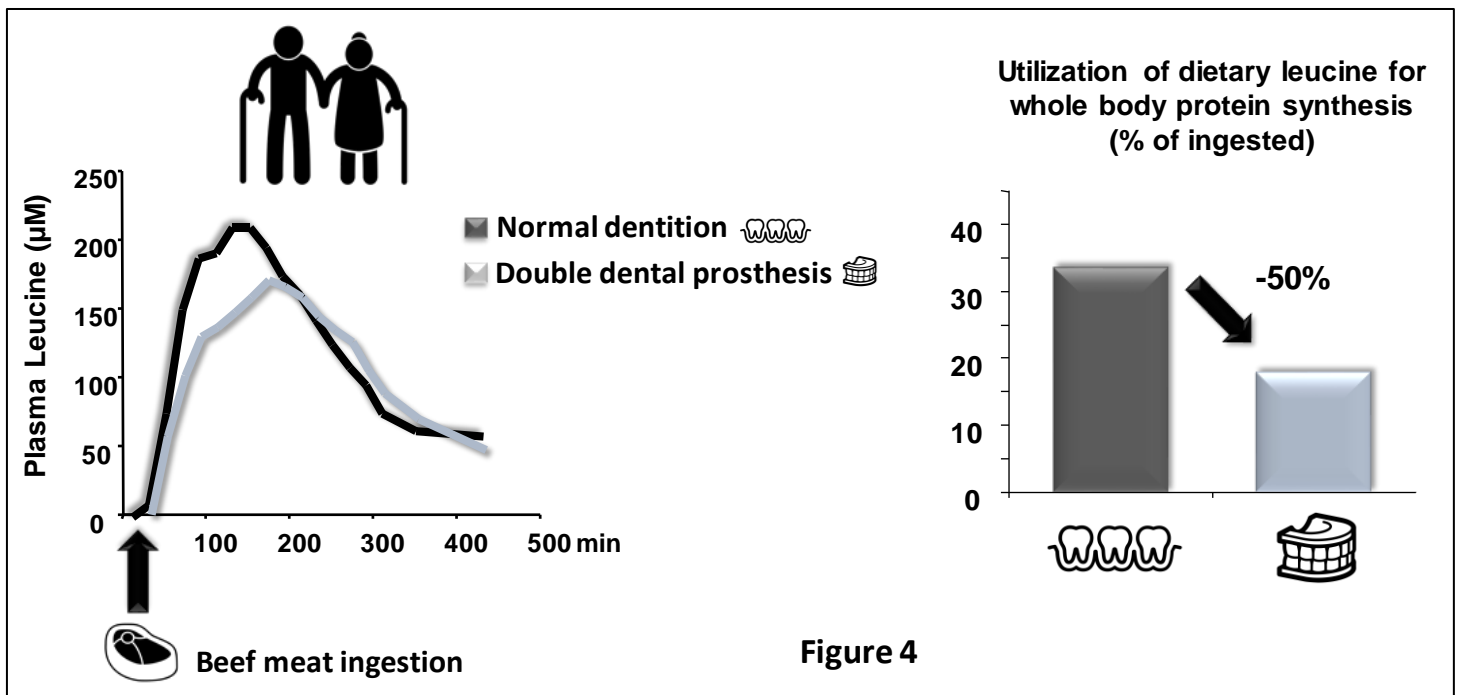 Utilization of dietary leucine for
whole body protein synthesis
(% of ingested)
Plasma Leucine (µM)
250
200
150
100
50
0
100 200 300 400 500 min
Normal dentition
Double dental prosthesis
Beef meat ingestion
40
30
20
10
0
-50%
Figure 4